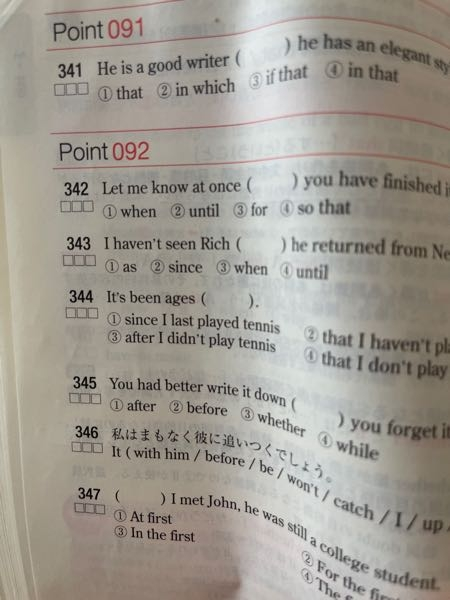 Point 091
341 He is a good writer ( ) he has an elegant
□□□ ① that ② in which ③ if that ④ in that
Point 092
342 Let me know at once ( ) you have finished
□□□ ① when ② until ③ for ④ so that
343 I haven't seen Rich ( ) he returned from
□□□ ① as ② since ③ when ④ until
344 It's been ages ( ).
□□□ ① since I last played tennis ② that I haven't
③ after I didn't play tennis ④ that I don't play
345 You had better write it down ( ) you forget
□□□ ① after ② before ③ whether ④ while
346 私はまもなく彼に追いつくでしょう。
□□□ It ( with him / before / be / won't / catch / I / up /
347 ( ) I met John, he was still a college student.
□□□ ① At first ② For the
③ In the first ④ The